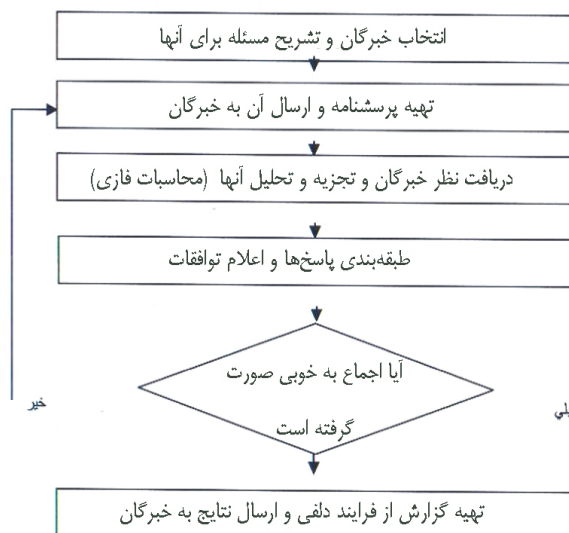 انتخاب خبرگان و تشریح مسئله برای آنها
تهیه پرسشنامه و ارسال آن به خبرگان
دریافت نظر خبرگان و تجزیه و تحلیل آنها (محاسبات فازی)
طبقه‌بندی پاسخ‌ها و اعلام توافقات
آیا اجماع به خوبی صورت
گرفته است
خیر
تهیه گزارش از فرایند دلفی و ارسال نتایج به خبرگان